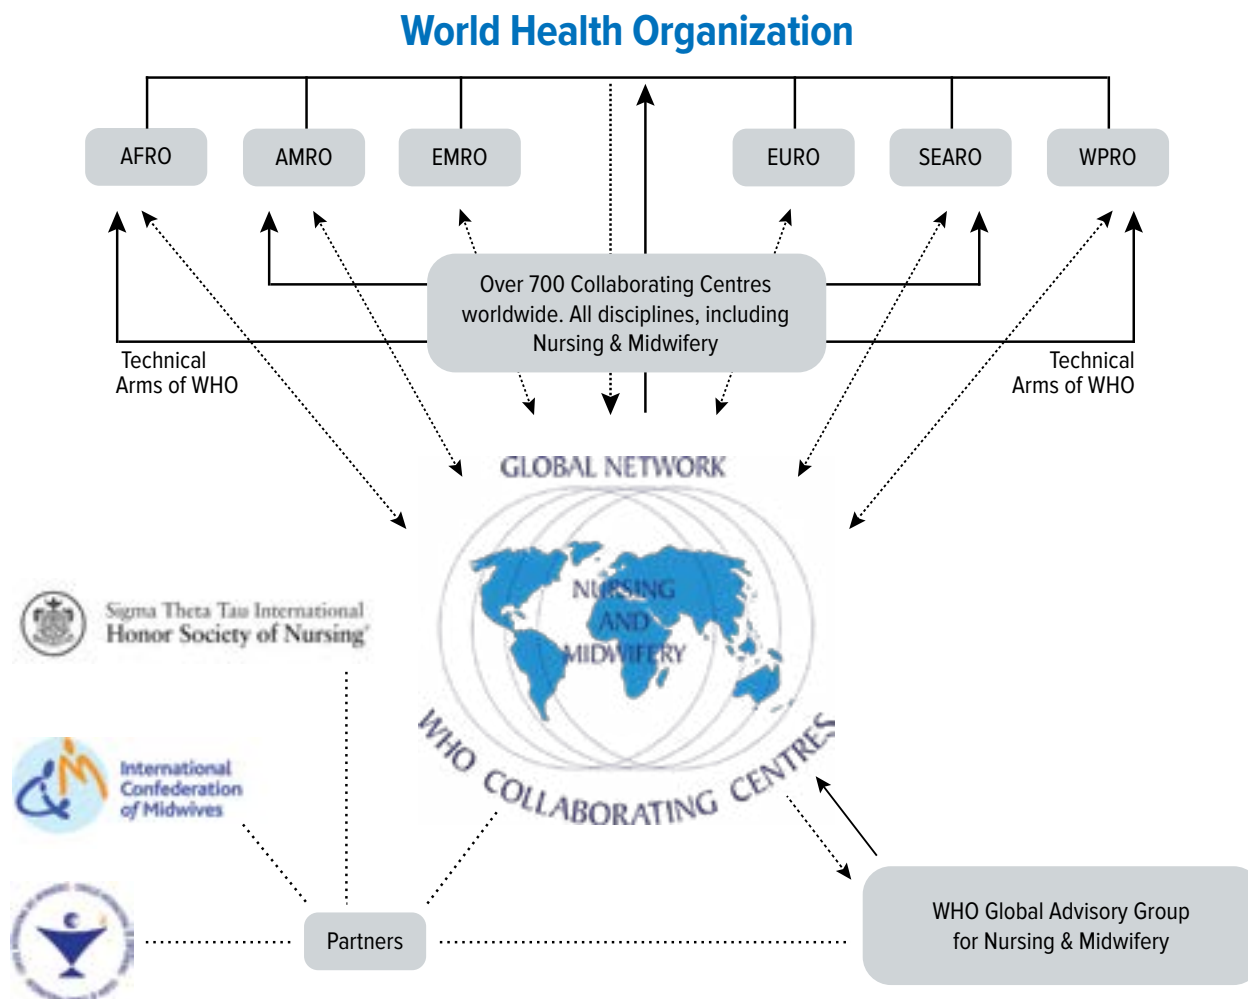 World Health Organization
AFRO
AMRO
EMRO
EURO
SEARO
WPRO
Over 700 Collaborating Centres
worldwide. All disciplines, including
Nursing & Midwifery
Technical
Arms of WHO
Technical
Arms of WHO
GLOBAL NETWORK
NURSING
AND
MIDWIFERY
WHO COLLABORATING CENTRES
Sigma Theta Tau International
Honor Society of Nursing®
International
Confederation
of Midwives
Partners
WHO Global Advisory Group
for Nursing & Midwifery